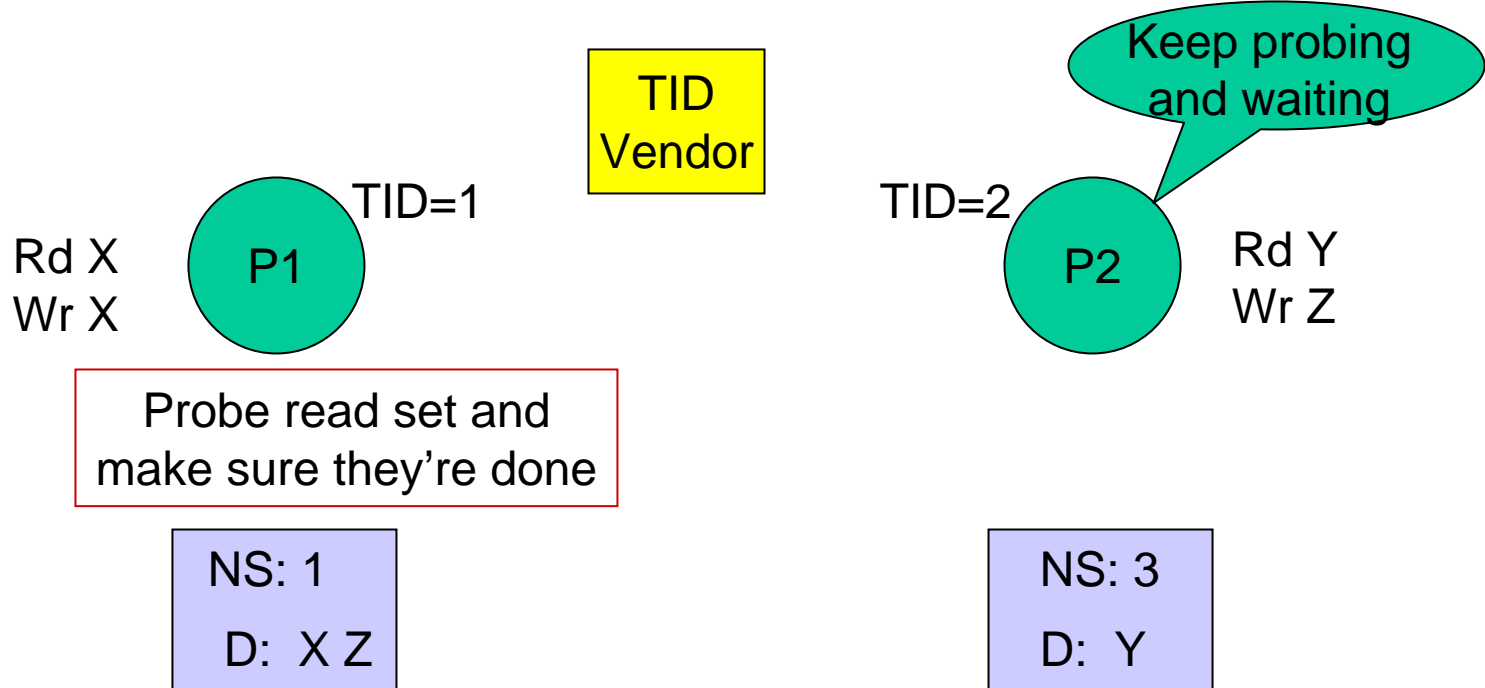 Keep probing
and waiting
TID
Vendor
TID=1
TID=2
Rd X
Wr X
P1
P2
Rd Y
Wr Z
Probe read set and
make sure they're done
NS: 1
D: X Z
NS: 3
D: Y